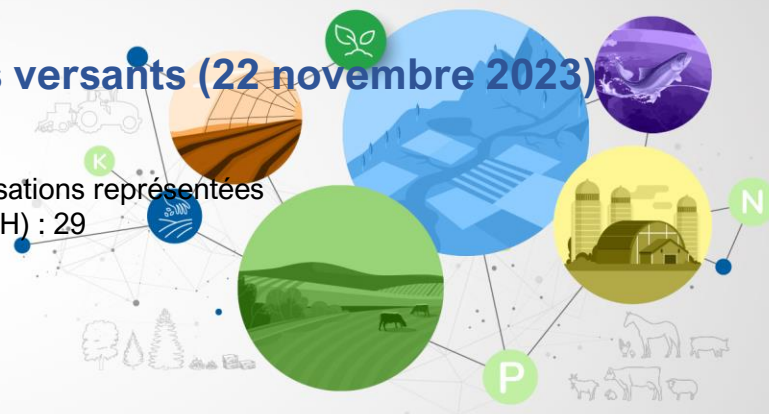 s versants (22 novembre 2023)
K
sations représentées
H) : 29
N
P